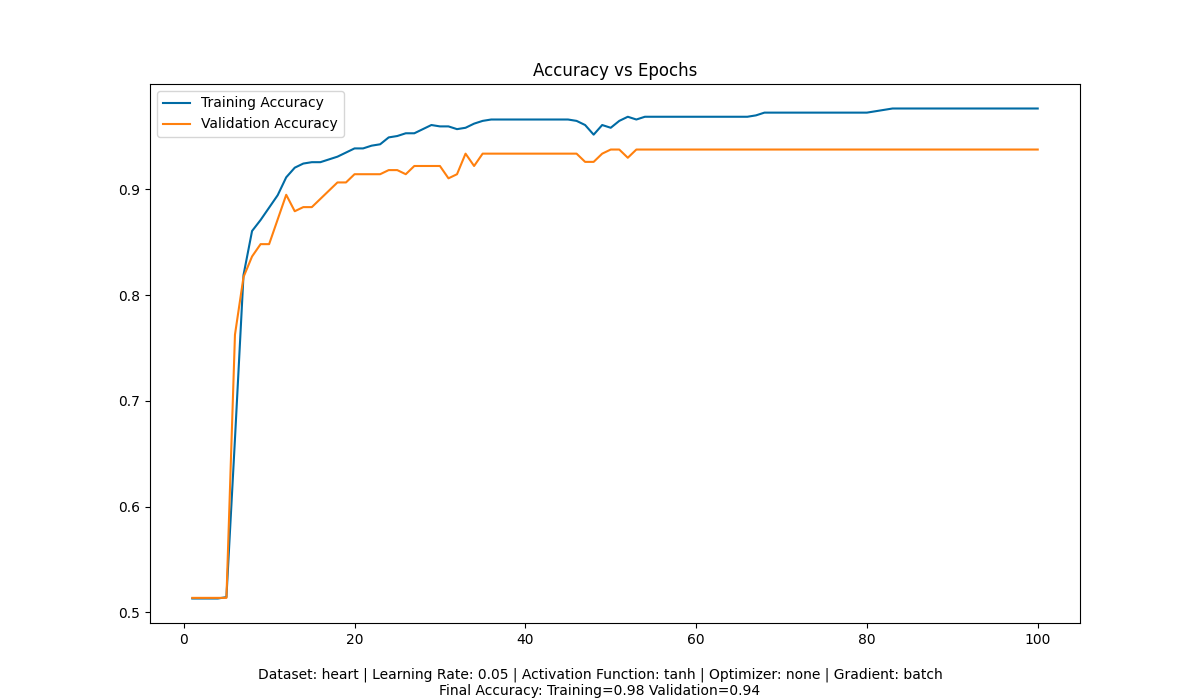 Accuracy vs Epochs
Training Accuracy
Validation Accuracy
0.9
0.8
0.7
0.6
0.5
0 20 40 60 80 100
Dataset: heart | Learning Rate: 0.05 | Activation Function: tanh | Optimizer: none | Gradient: batch
Final Accuracy: Training=0.98 Validation=0.94